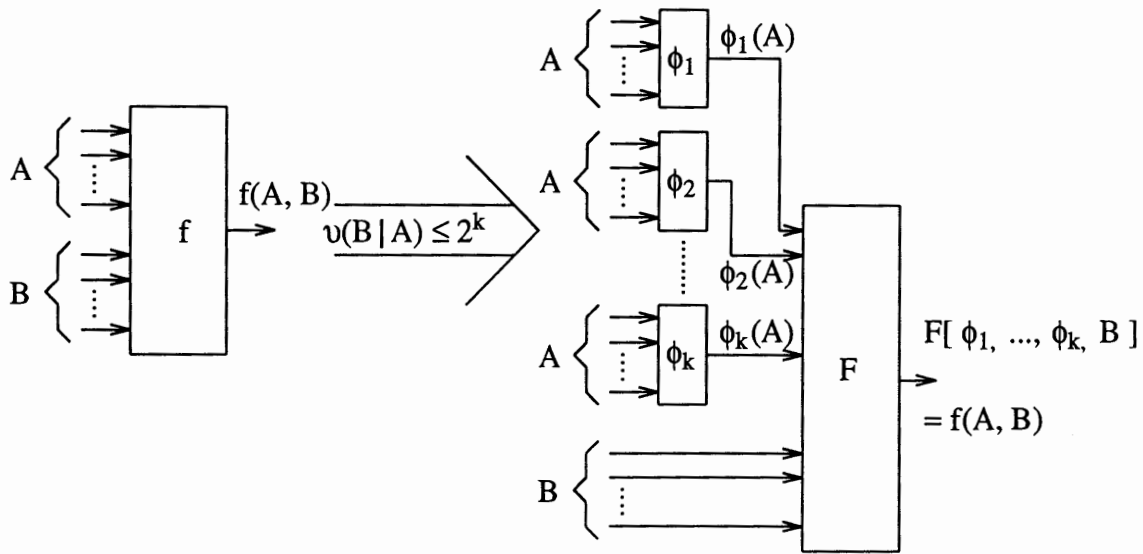 A
B
f
f(A, B)
υ(B | A) ≤ 2^k
A
ϕ₁
ϕ₁(A)
A
ϕ₂
ϕ₂(A)
A
ϕₖ
ϕₖ(A)
B
F
F[ ϕ₁, ..., ϕₖ, B ]
= f(A, B)